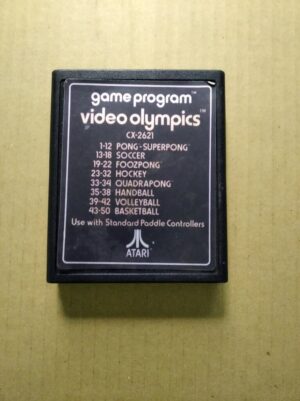 game program™
video olympics™
CX-2621
1-12 PONG-SUPERPONG
13-18 SOCCER
19-22 FOOZPONG
23-32 HOCKEY
33-34 QUADRAPONG
35-38 HANDBALL
39-42 VOLLEYBALL
43-50 BASKETBALL
Use with Standard Paddle Controllers
ATARI